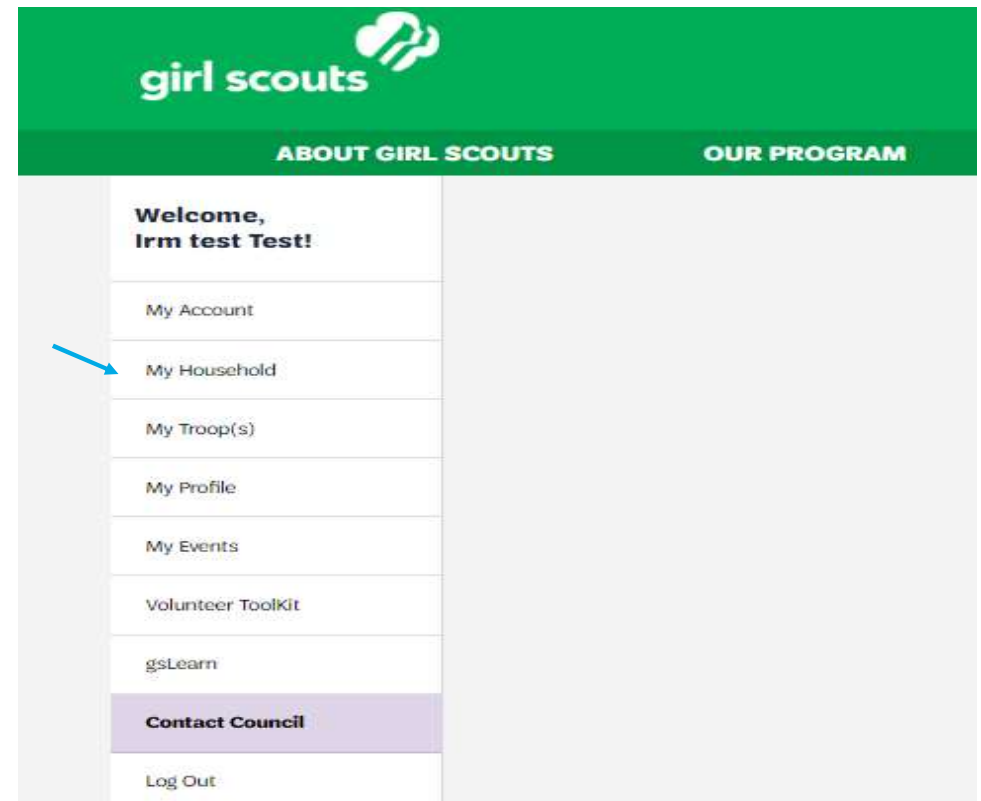 girl scouts
ABOUT GIRL SCOUTS OUR PROGRAM
Welcome,
Irm test Test!
My Account
My Household
My Troop(s)
My Profile
My Events
Volunteer ToolKit
gsLearn
Contact Council
Log Out